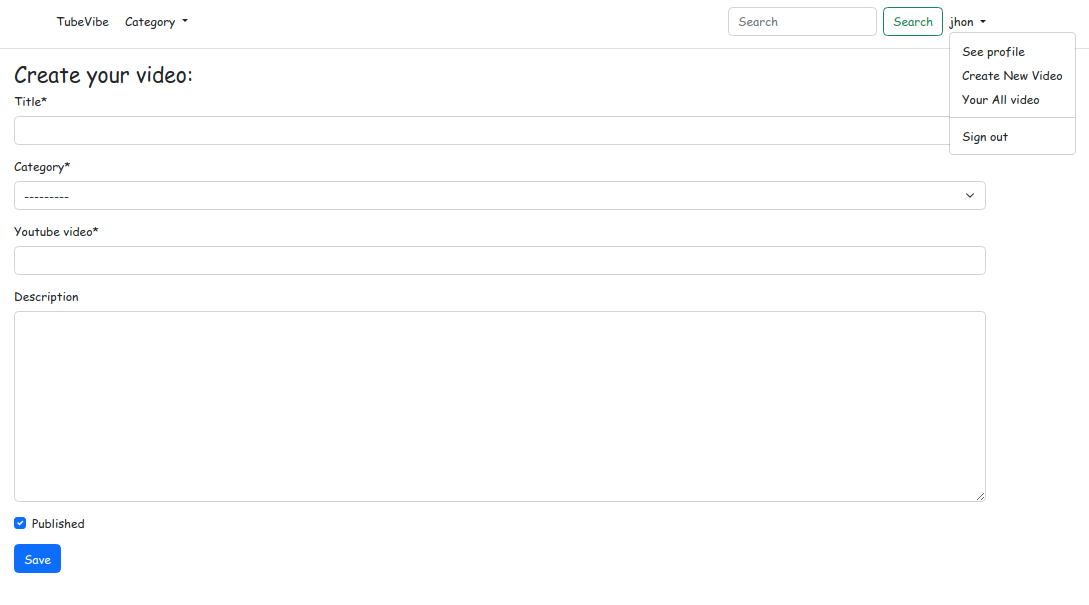 TubeVibe Category Search Search jhon
See profile
Create New Video
Your All video
Sign out
Create your video:
Title*
Category*
---------
Youtube video*
Description
Published
Save